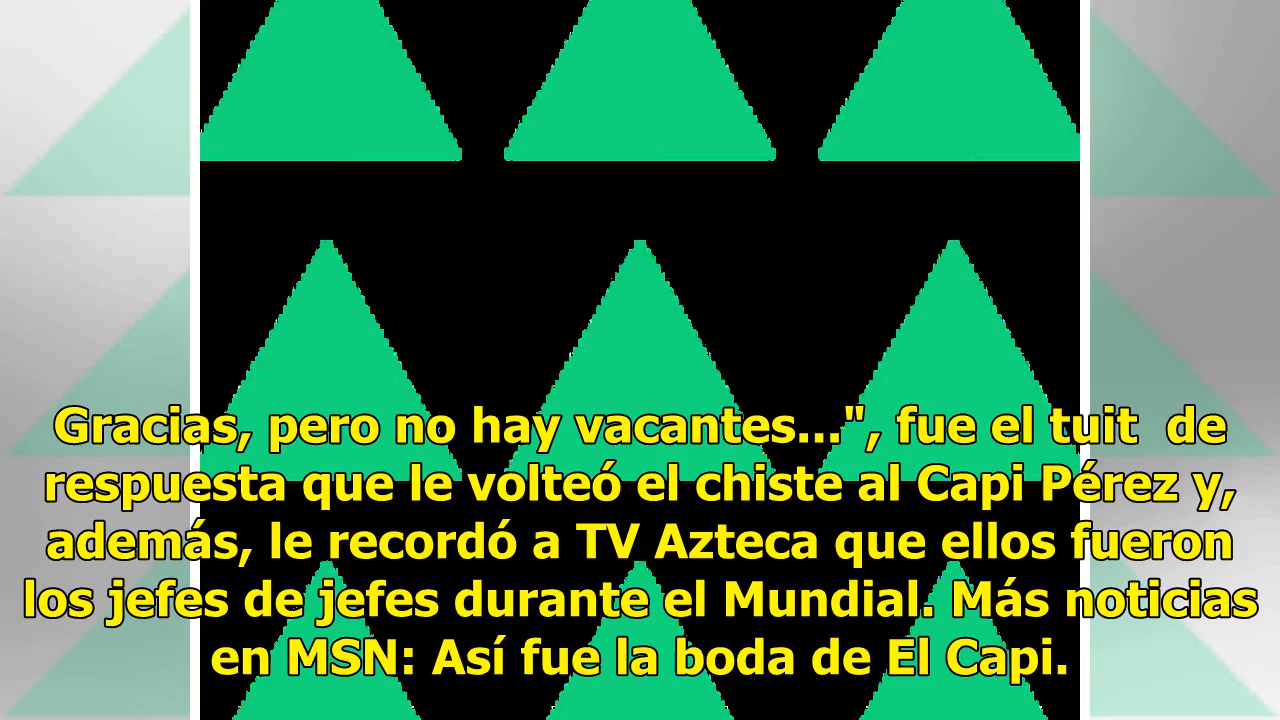 Gracias, pero no hay vacantes...", fue el tuit  de
respuesta que le volteó el chiste al Capi Pérez y,
además, le recordó a TV Azteca que ellos fueron
los jefes de jefes durante el Mundial. Más noticias
en MSN: Así fue la boda de El Capi.